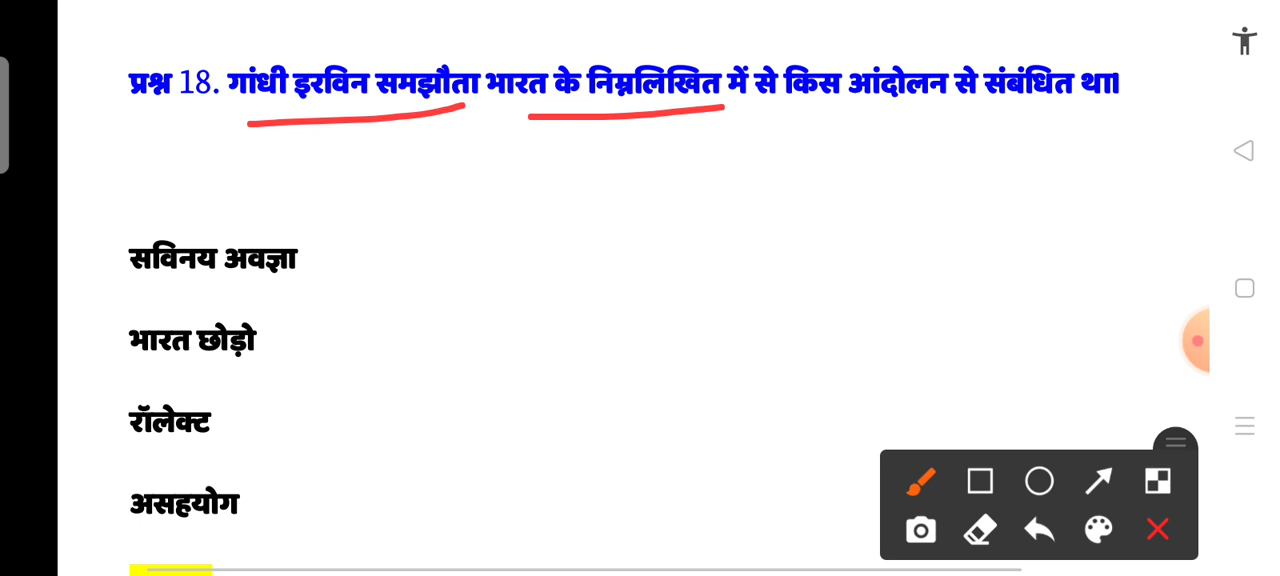 प्रश्न 18. गांधी इरविन समझौता भारत के निम्नलिखित में से किस आंदोलन से संबंधित था।
सविनय अवज्ञा
भारत छोड़ो
रॉलेक्ट
असहयोग